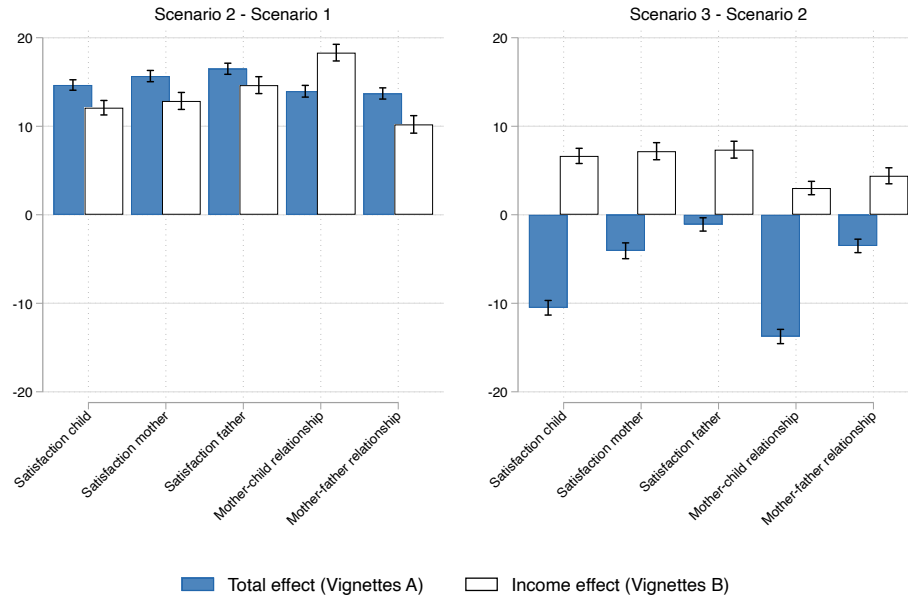 Scenario 2 - Scenario 1
20
10
0
-10
-20
Satisfaction child
Satisfaction mother
Satisfaction father
Mother-child relationship
Mother-father relationship
Scenario 3 - Scenario 2
20
10
0
-10
-20
Satisfaction child
Satisfaction mother
Satisfaction father
Mother-child relationship
Mother-father relationship
Total effect (Vignettes A)
Income effect (Vignettes B)